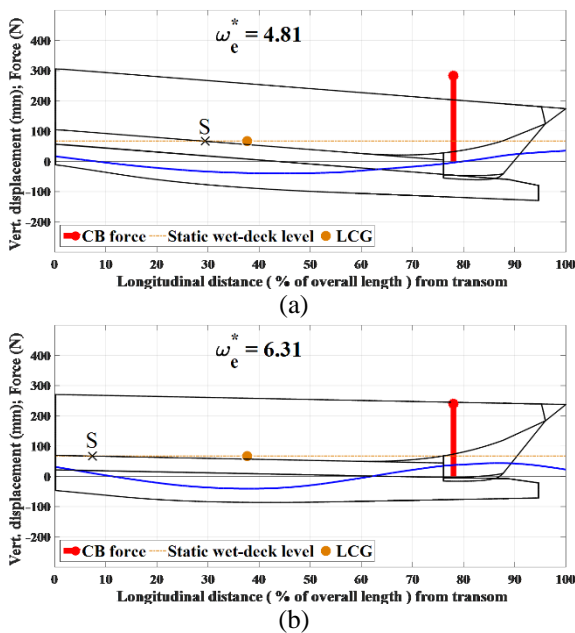 ω*e = 4.81
Vert. displacement (mm); Force (N)
400
300
200
100
0
-100
-200
S
CB force Static wet-deck level LCG
0 10 20 30 40 50 60 70 80 90 100
Longitudinal distance ( % of overall length ) from transom
(a)
ω*e = 6.31
Vert. displacement (mm); Force (N)
400
300
200
100
0
-100
-200
S
CB force Static wet-deck level LCG
0 10 20 30 40 50 60 70 80 90 100
Longitudinal distance ( % of overall length ) from transom
(b)